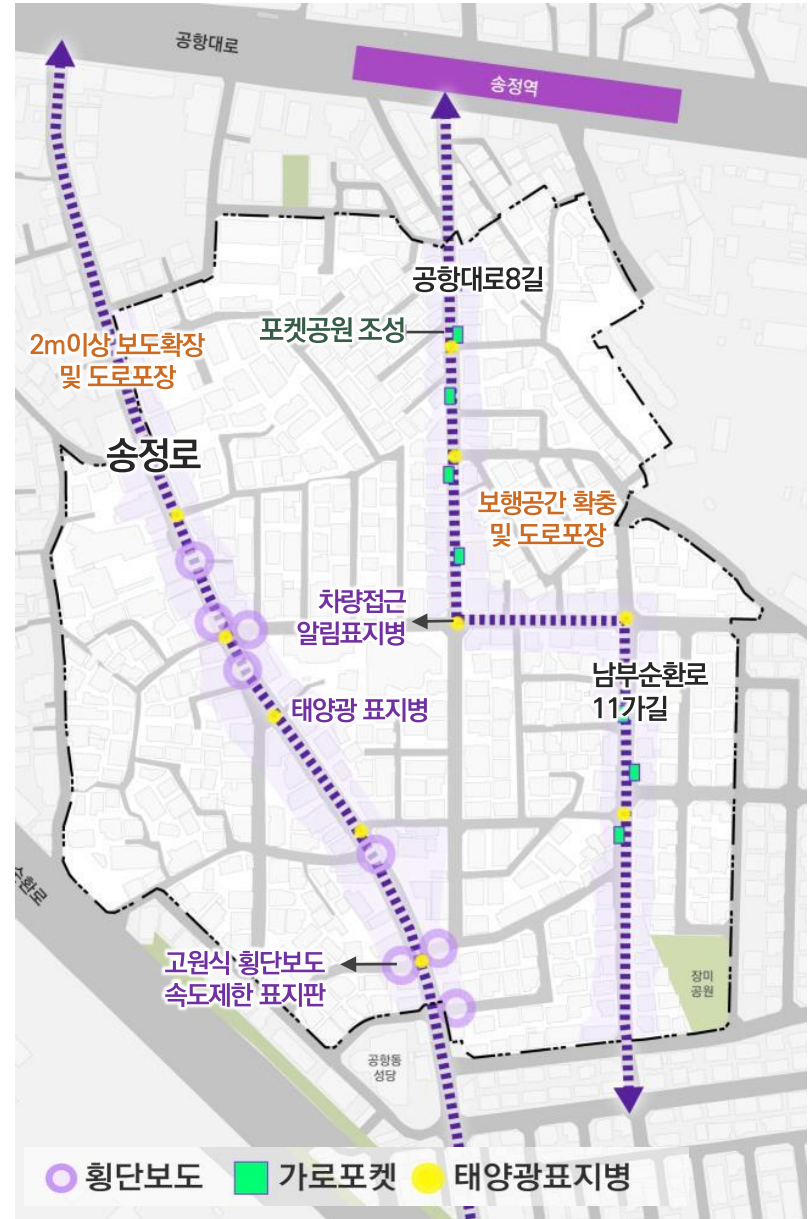 공항대로
송정역
공항대로8길
포켓공원 조성
2m이상 보도확장
및 도로포장
송정로
보행공간 확충
및 도로포장
차량접근
알림표지병
남부순환로
11가길
태양광 표지병
순환로
고원식 횡단보도
속도제한 표지판
장미
공원
공항동
성당
횡단보도
가로포켓
태양광표지병